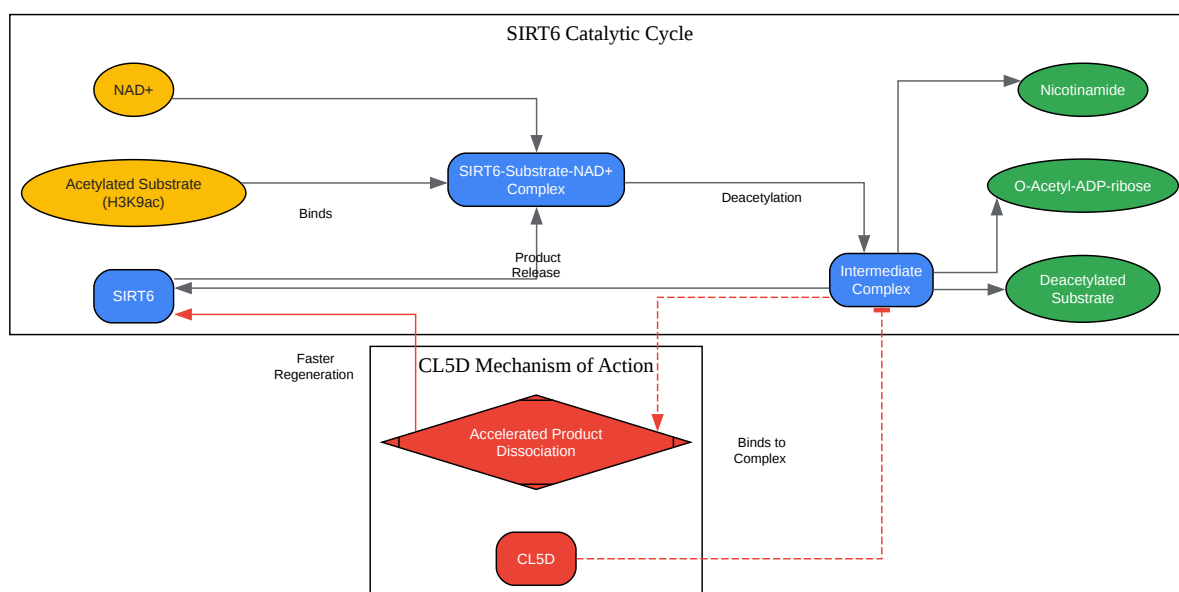 SIRT6 Catalytic Cycle
NAD+
Nicotinamide
SIRT6-Substrate-NAD+
Complex
Acetylated Substrate
(H3K9ac)
O-Acetyl-ADP-ribose
Deacetylation
Binds
Product
Release
Intermediate
Complex
Deacetylated
Substrate
SIRT6
Faster
Regeneration
CL5D Mechanism of Action
Accelerated Product
Dissociation
Binds to
Complex
CL5D